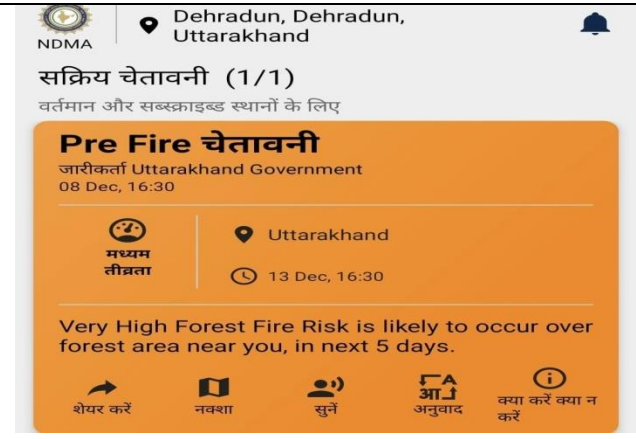 NDMA
Dehradun, Dehradun,
Uttarakhand
सक्रिय चेतावनी (1/1)
वर्तमान और सब्स्क्राइब्ड स्थानों के लिए
Pre Fire चेतावनी
जारीकर्ता Uttarakhand Government
08 Dec, 16:30
मध्यम
तीव्रता
Uttarakhand
13 Dec, 16:30
Very High Forest Fire Risk is likely to occur over
forest area near you, in next 5 days.
शेयर करें
नक्शा
सुनें
अनुवाद
क्या करें क्या न
करें